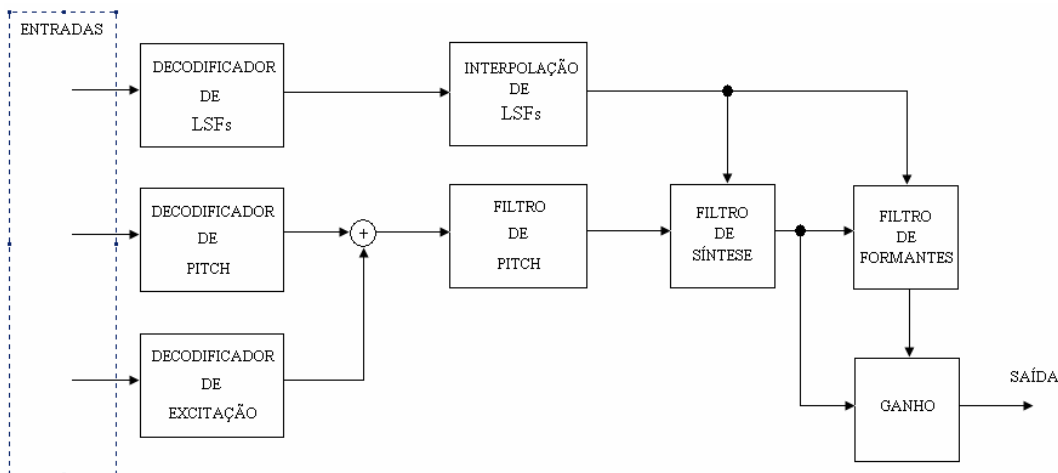 ENTRADAS
DECODIFICADOR
DE
LSFs
INTERPOLAÇÃO
DE
LSFs
DECODIFICADOR
DE
PITCH
+
FILTRO
DE
PITCH
FILTRO
DE
SÍNTESE
FILTRO
DE
FORMANTES
DECODIFICADOR
DE
EXCITAÇÃO
GANHO
SAÍDA